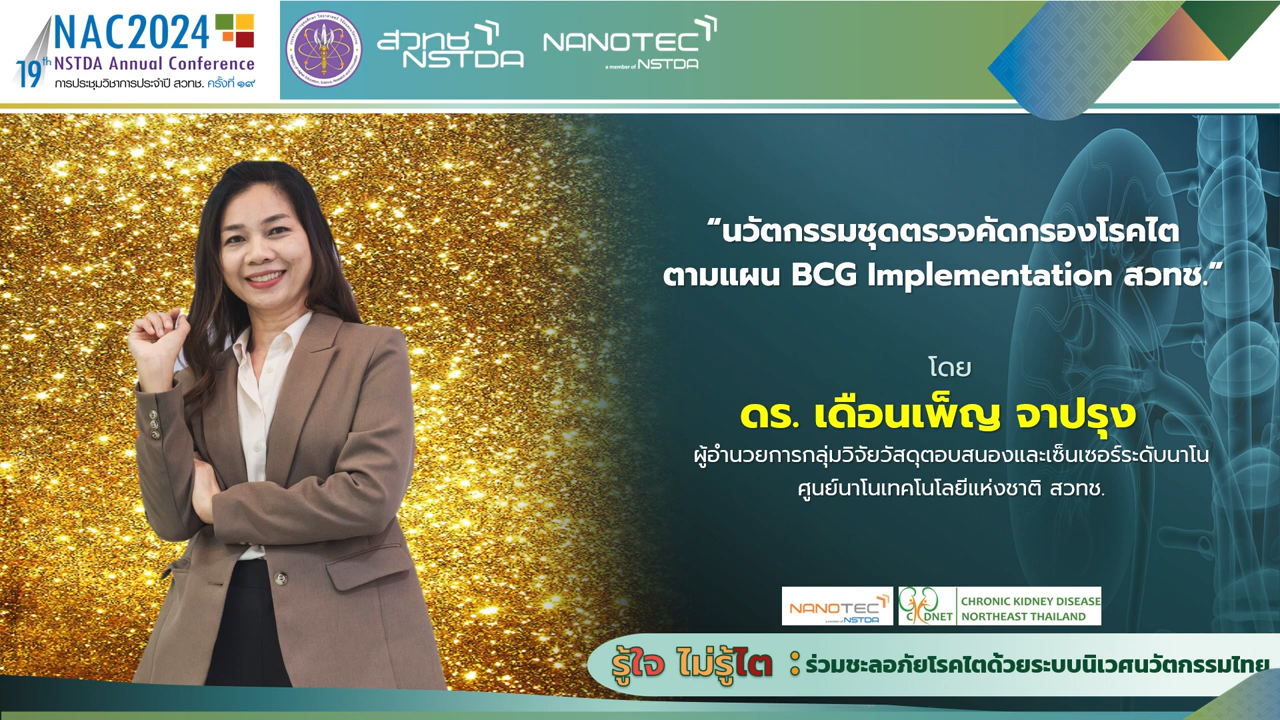 NAC2024
19th NSTDA Annual Conference
การประชุมวิชาการประจำปี สวทช. ครั้งที่ ๑๙
สวทช
NSTDA
NANOTEC
a member of NSTDA
“นวัตกรรมชุดตรวจคัดกรองโรคไต
ตามแผน BCG Implementation สวทช.”
โดย
ดร. เดือนเพ็ญ จาปรุง
ผู้อำนวยการกลุ่มวิจัยวัสดุตอบสนองและเซ็นเซอร์ระดับนาโน
ศูนย์นาโนเทคโนโลยีแห่งชาติ สวทช.
NANOTEC
a member of NSTDA
CKDNET
CHRONIC KIDNEY DISEASE
NORTHEAST THAILAND
รู้ใจ ไม่รู้ไต : ร่วมชะลอภัยโรคไตด้วยระบบนิเวศนวัตกรรมไทย